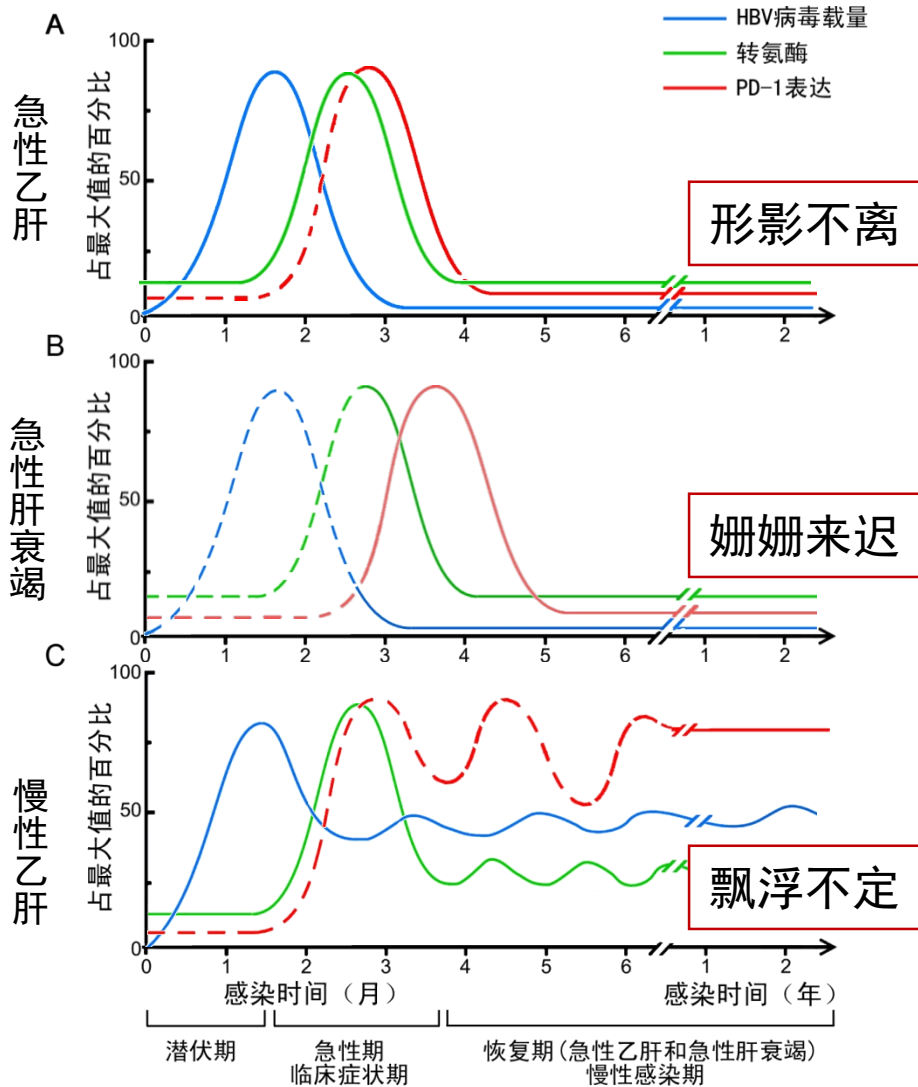 HBV病毒载量
转氨酶
PD-1表达
A
急性乙肝
占最大值的百分比
100
50
0
0 1 2 3 4 5 6 1 2
形影不离
B
急性肝衰竭
占最大值的百分比
100
50
0
0 1 2 3 4 5 6 1 2
姗姗来迟
C
慢性乙肝
占最大值的百分比
100
50
0
0 1 2 3 4 5 6 1 2
飘浮不定
感染时间（月） 感染时间（年）
潜伏期
急性期
临床症状期
恢复期(急性乙肝和急性肝衰竭)
慢性感染期